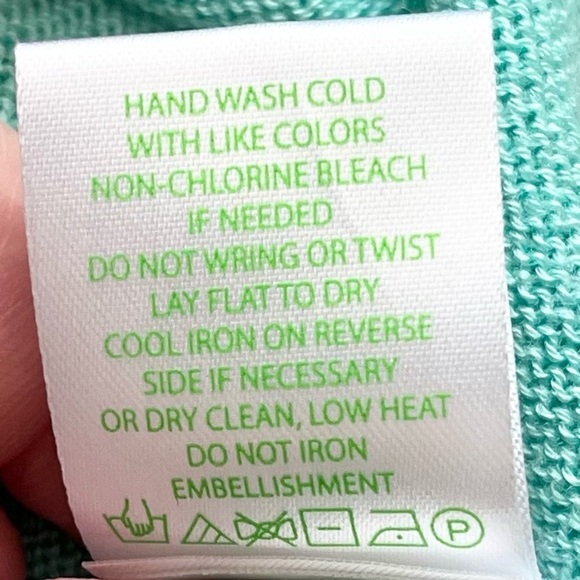 HAND WASH COLD
WITH LIKE COLORS
NON-CHLORINE BLEACH
IF NEEDED
DO NOT WRING OR TWIST
LAY FLAT TO DRY
COOL IRON ON REVERSE
SIDE IF NECESSARY
OR DRY CLEAN, LOW HEAT
DO NOT IRON
EMBELLISHMENT
P